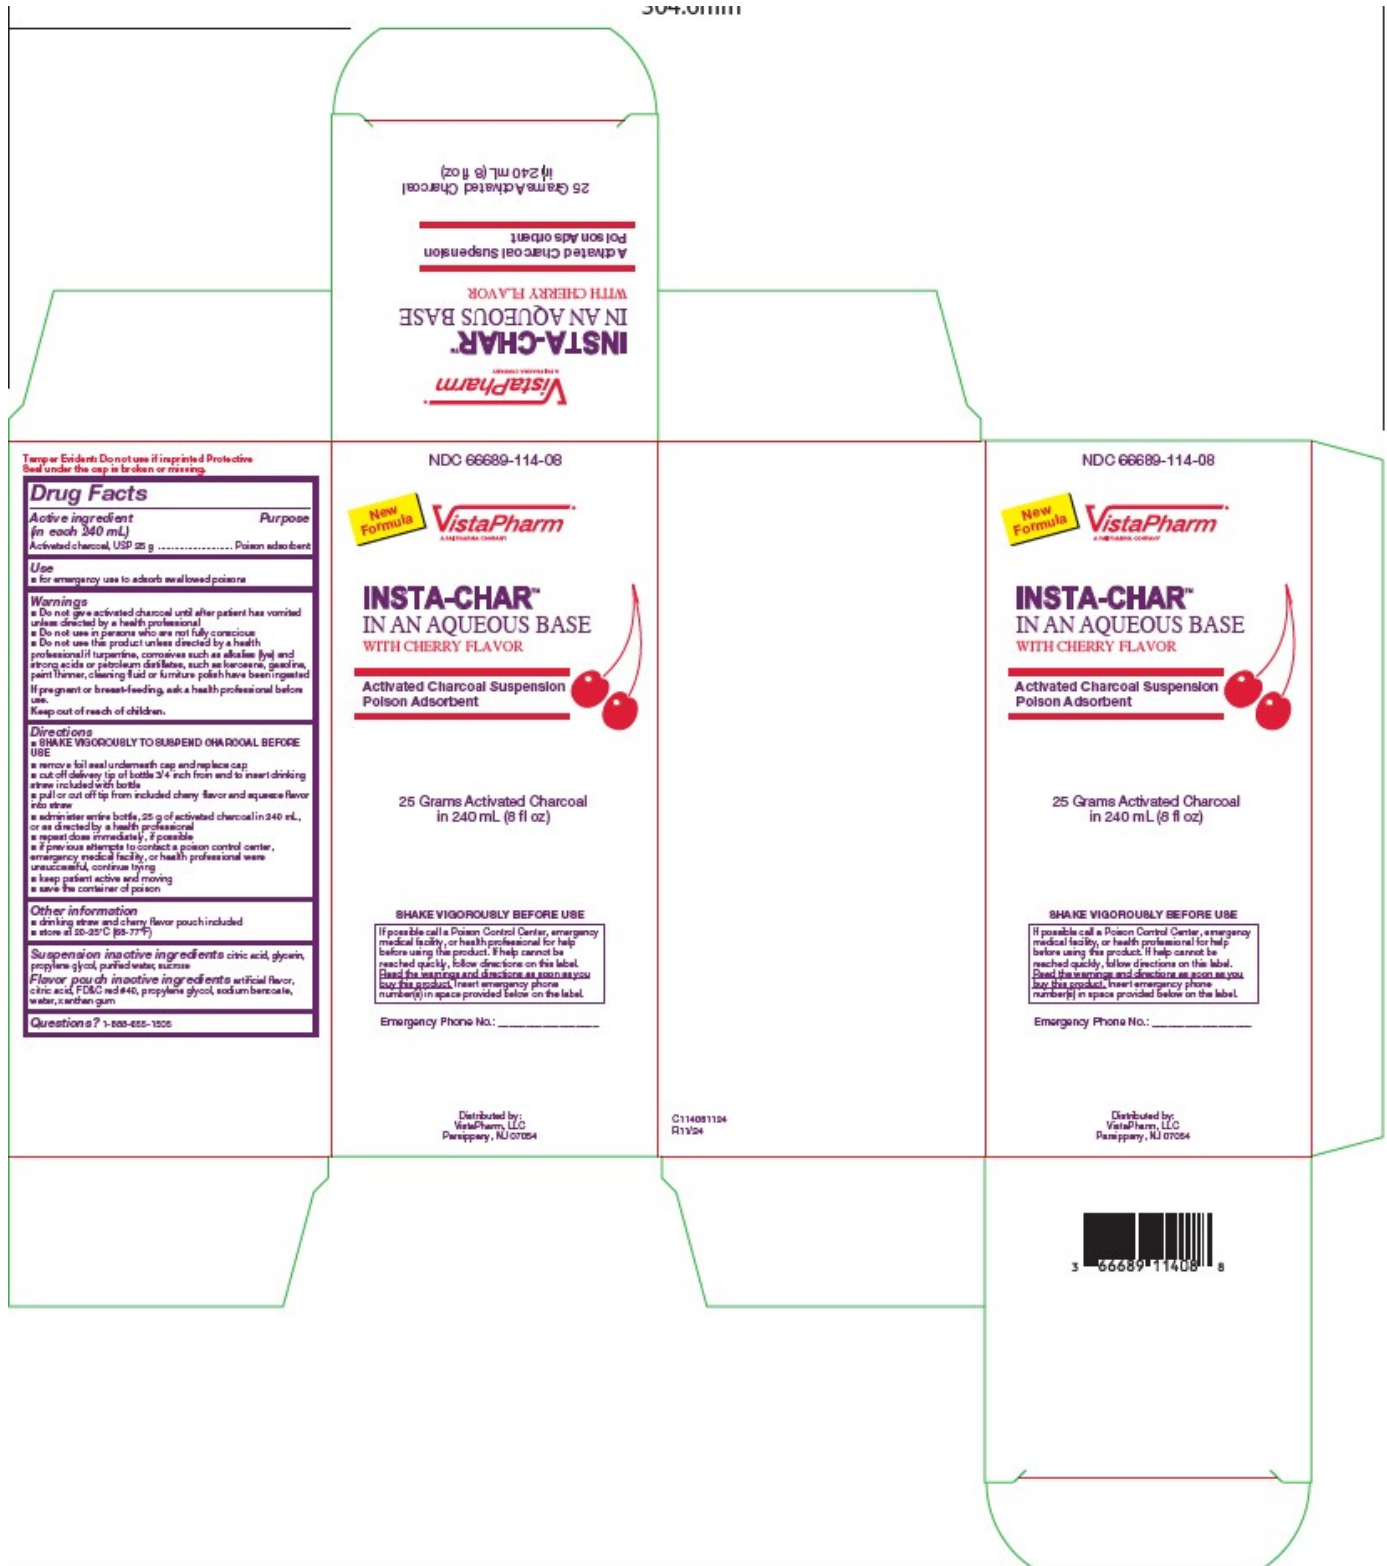 Tamper Evident: Do not use if imprinted Protective
Seal under the cap is broken or missing.
Drug Facts
Active ingredient Purpose
(in each 240 mL)
Activated charcoal, USP 25 g ........................ Poison adsorbent
Use
■ for emergency use to adsorb swallowed poisons
Warnings
■ Do not give activated charcoal until after patient has vomited
unless directed by a health professional
■ Do not use in persons who are not fully conscious
■ Do not use this product unless directed by a health
professional if turpentine, corrosives such as alkalies (lye) and
strong acids or petroleum distillates, such as kerosene, gasoline,
paint thinner, cleaning fluid or furniture polish have been ingested
If pregnant or breast-feeding, ask a health professional before
use.
Keep out of reach of children.
Directions
■ SHAKE VIGOROUSLY TO SUSPEND CHARCOAL BEFORE
USE
■ remove foil seal underneath cap and replace cap
■ cut off delivery tip of bottle 3/4 inch from end to insert drinking
straw included with bottle
■ pull or cut off tip from included cherry flavor and squeeze flavor
into straw
■ administer entire bottle, 25 g of activated charcoal in 240 mL,
or as directed by a health professional
■ repeat dose immediately, if possible
■ if previous attempts to contact a poison control center,
emergency medical facility, or health professional were
unsuccessful, continue trying
■ keep patient active and moving
■ save the container of poison
Other information
■ drinking straw and cherry flavor pouch included
■ store at 20-25°C (68-77°F)
Suspension inactive ingredients citric acid, glycerin,
propylene glycol, purified water, sucrose
Flavor pouch inactive ingredients artificial flavor,
citric acid, FD&C red #40, propylene glycol, sodium benzoate,
water, xanthan gum
Questions?
VistaPharm
INSTA-CHAR™
IN AN AQUEOUS BASE
WITH CHERRY FLAVOR
Activated Charcoal Suspension
Poison Adsorbent
25 Grams Activated Charcoal
in 240 mL (8 fl oz)
NDC 66689-114-08
New
Formula
VistaPharm
INSTA-CHAR™
IN AN AQUEOUS BASE
WITH CHERRY FLAVOR
Activated Charcoal Suspension
Poison Adsorbent
25 Grams Activated Charcoal
in 240 mL (8 fl oz)
SHAKE VIGOROUSLY BEFORE USE
If possible call a Poison Control Center, emergency
medical facility, or health professional for help
before using this product. If help cannot be
reached quickly, follow directions on this label.
Read the warnings and directions as soon as you
buy this product. Insert emergency phone
number(s) in space provided below on the label.
Emergency Phone No.: _________________
Distributed by:
VistaPharm, LLC
Parsippany, NJ 07054
C114081124
R11/24
NDC 66689-114-08
New
Formula
VistaPharm
INSTA-CHAR™
IN AN AQUEOUS BASE
WITH CHERRY FLAVOR
Activated Charcoal Suspension
Poison Adsorbent
25 Grams Activated Charcoal
in 240 mL (8 fl oz)
SHAKE VIGOROUSLY BEFORE USE
If possible call a Poison Control Center, emergency
medical facility, or health professional for help
before using this product. If help cannot be
reached quickly, follow directions on this label.
Read the warnings and directions as soon as you
buy this product. Insert emergency phone
number(s) in space provided below on the label.
Emergency Phone No.: _________________
Distributed by:
VistaPharm, LLC
Parsippany, NJ 07054
3 66689 11408 8